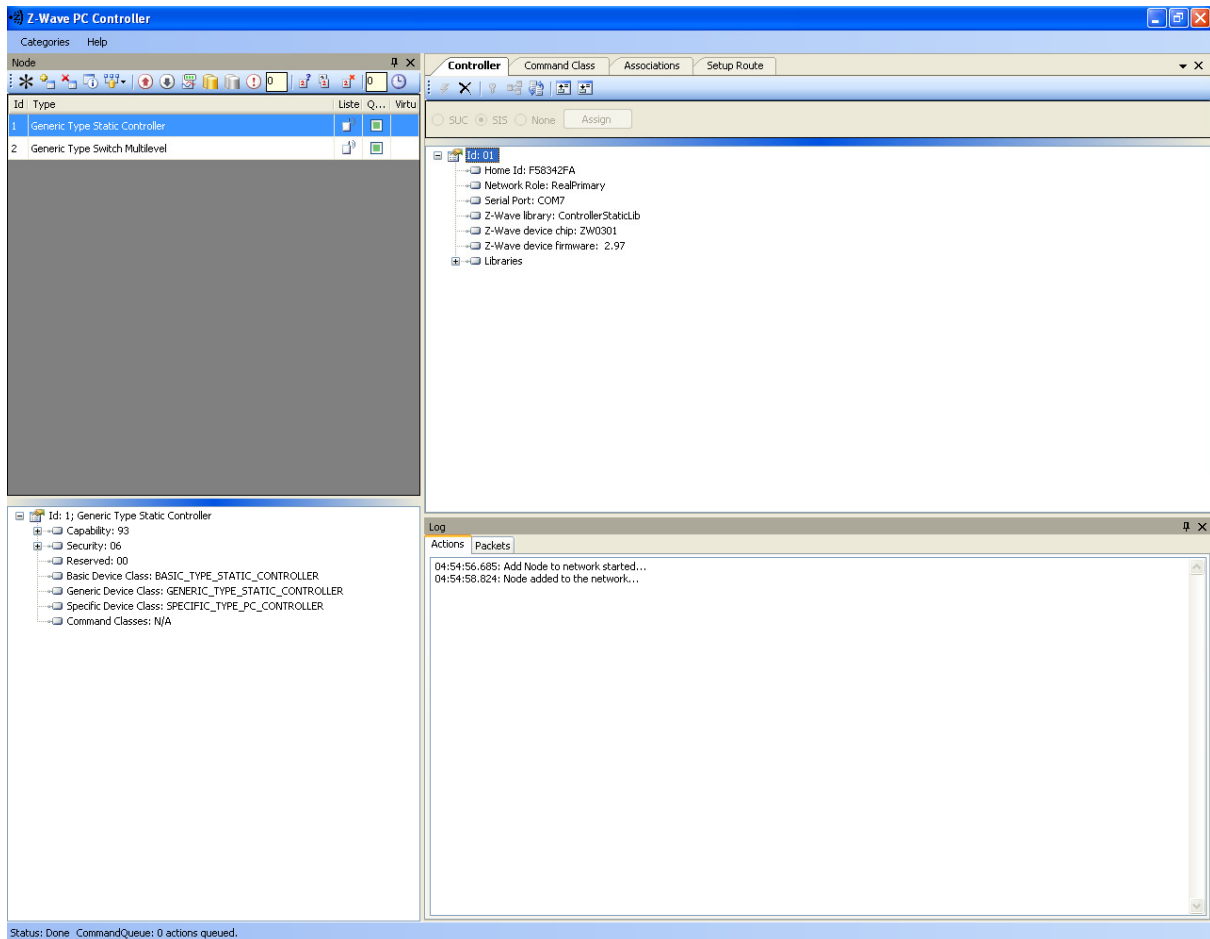 Z-Wave PC Controller
Categories Help
Node
0 0
Id Type Liste Q... Virtu
1 Generic Type Static Controller
2 Generic Type Switch Multilevel
Id: 1; Generic Type Static Controller
Capability: 93
Security: 06
Reserved: 00
Basic Device Class: BASIC_TYPE_STATIC_CONTROLLER
Generic Device Class: GENERIC_TYPE_STATIC_CONTROLLER
Specific Device Class: SPECIFIC_TYPE_PC_CONTROLLER
Command Classes: N/A
Controller Command Class Associations Setup Route
SUC SIS None Assign
Id: 01
Home Id: F58342FA
Network Role: RealPrimary
Serial Port: COM7
Z-Wave library: ControllerStaticLib
Z-Wave device chip: ZW0301
Z-Wave device firmware: 2.97
Libraries
Log
Actions Packets
04:54:56.685: Add Node to network started...
04:54:58.824: Node added to the network...
Status: Done CommandQueue: 0 actions queued.